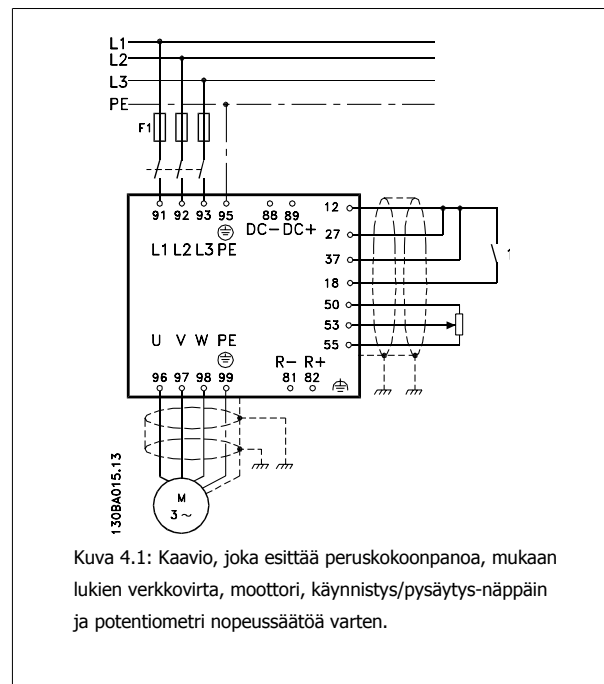 L1
L2
L3
PE
F1
91 92 93 95 88 89 12
DC- DC+
27
L1 L2 L3 PE
37
18
50
53
U V W PE
55
R- R+
96 97 98 99 81 82
M
3 ~
130BA015.13
Kuva 4.1: Kaavio, joka esittää peruskokoonpanoa, mukaan
lukien verkkovirta, moottori, käynnistys/pysäytys-näppäin
ja potentiometri nopeussäätöä varten.